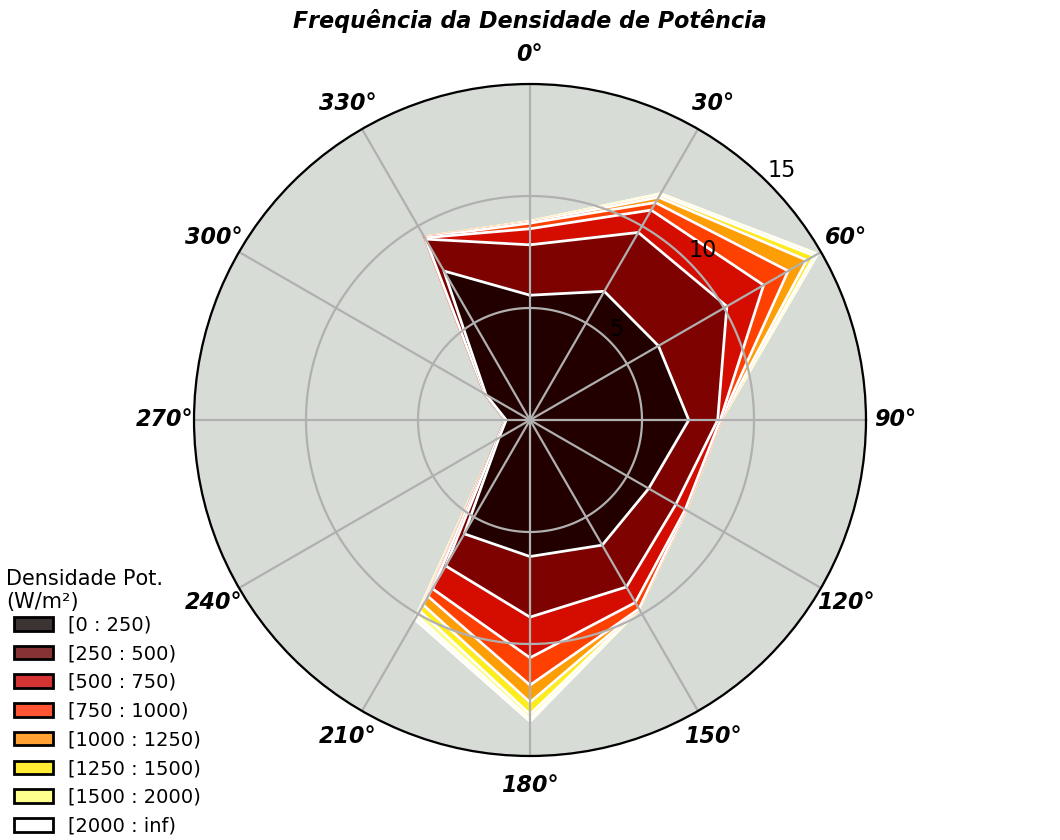 Frequência da Densidade de Potência
0°
330°
30°
15
300°
60°
10
5
270°
90°
240°
120°
210°
150°
180°
Densidade Pot.
(W/m²)
[0 : 250)
[250 : 500)
[500 : 750)
[750 : 1000)
[1000 : 1250)
[1250 : 1500)
[1500 : 2000)
[2000 : inf)